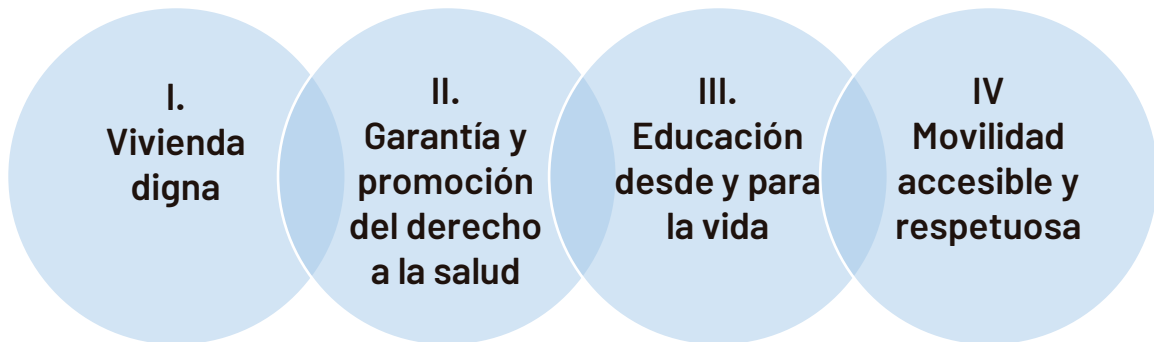 I.
Vivienda
digna
II.
Garantía y
promoción
del derecho
a la salud
III.
Educación
desde y para
la vida
IV
Movilidad
accesible y
respetuosa